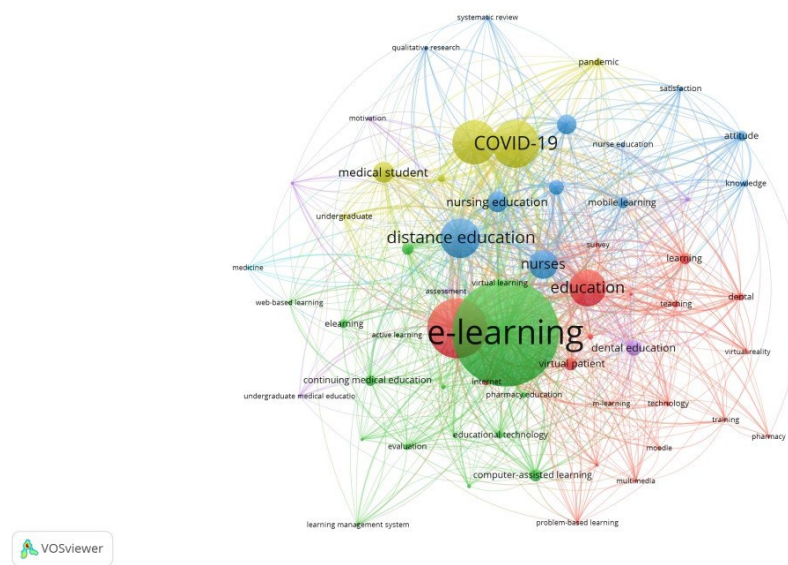 systematic review
qualitative research
pandemic
satisfaction
motivation
COVID-19
attitude
nurse education
medical student
knowledge
nursing education
mobile learning
undergraduate
distance education
survey
learning
medicine
nurses
virtual learning
assessment
education
web-based learning
teaching
dental
elearning
active learning
e-learning
dental education
virtual reality
virtual patient
continuing medical education
internet
undergraduate medical educatio
pharmacy education
m-learning
technology
training
educational technology
pharmacy
evaluation
moodle
computer-assisted learning
multimedia
learning management system
problem-based learning
VOSviewer